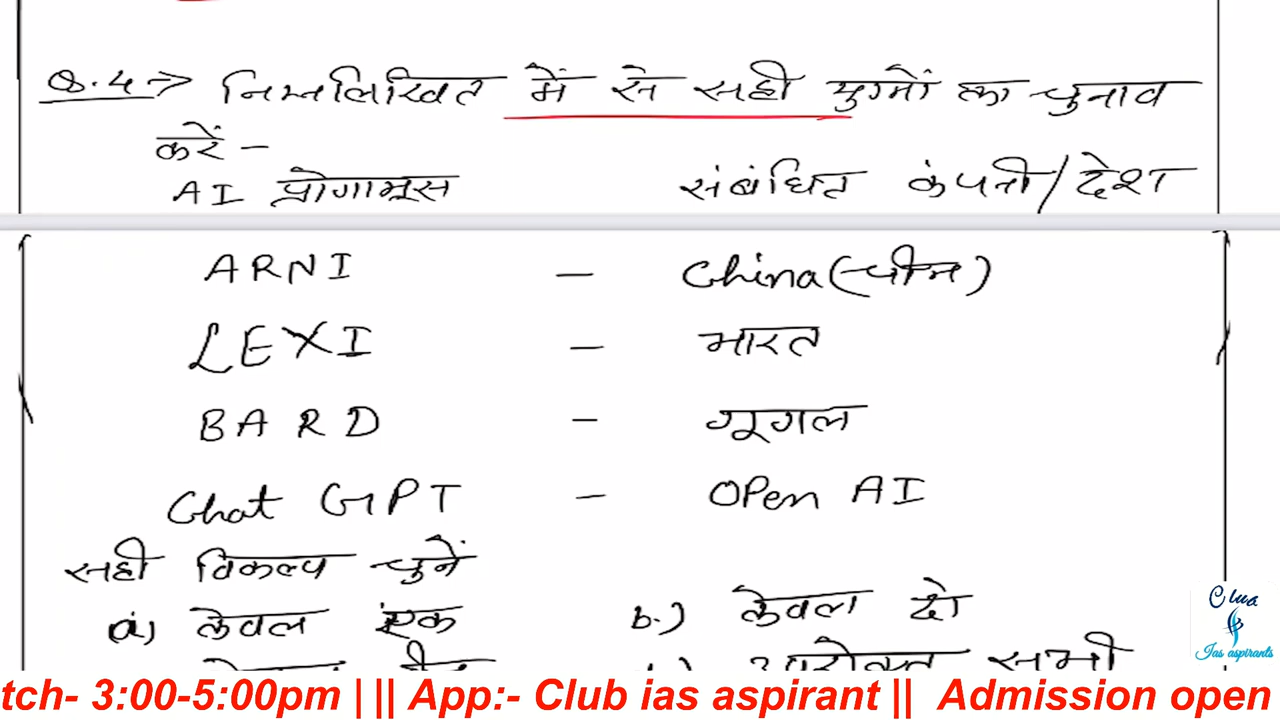 Q.4 → निम्नलिखित में से सही युग्मों का चुनाव
करें -
AI प्रोग्राम्स संबंधित कंपनी/देश
ARNI - China (चीन)
LEXI - भारत
BARD - गूगल
Chat GPT - OPen AI
सही विकल्प चुनें
a) केवल एक b.) केवल दो
उपरोक्त सभी
Club
Ias aspirants
tch- 3:00-5:00pm | || App:- Club ias aspirant || Admission open